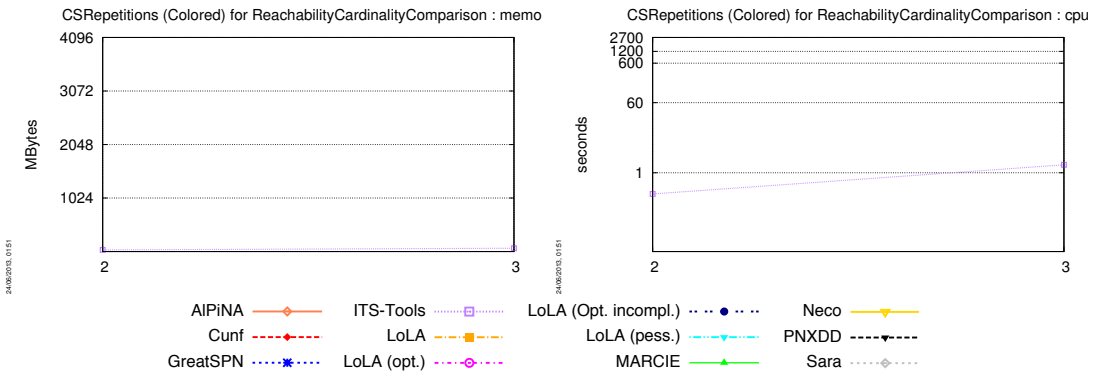 CSRepetitions (Colored) for ReachabilityCardinalityComparison : memo
4096
3072
2048
1024
MBytes
2
3
24/06/2013, 01:51
CSRepetitions (Colored) for ReachabilityCardinalityComparison : cpu
2700
1200
600
60
1
seconds
2
3
24/06/2013, 01:51
AlPiNA
Cunf
GreatSPN
ITS-Tools
LoLA
LoLA (opt.)
LoLA (Opt. incompl.)
LoLA (pess.)
MARCIE
Neco
PNXDD
Sara